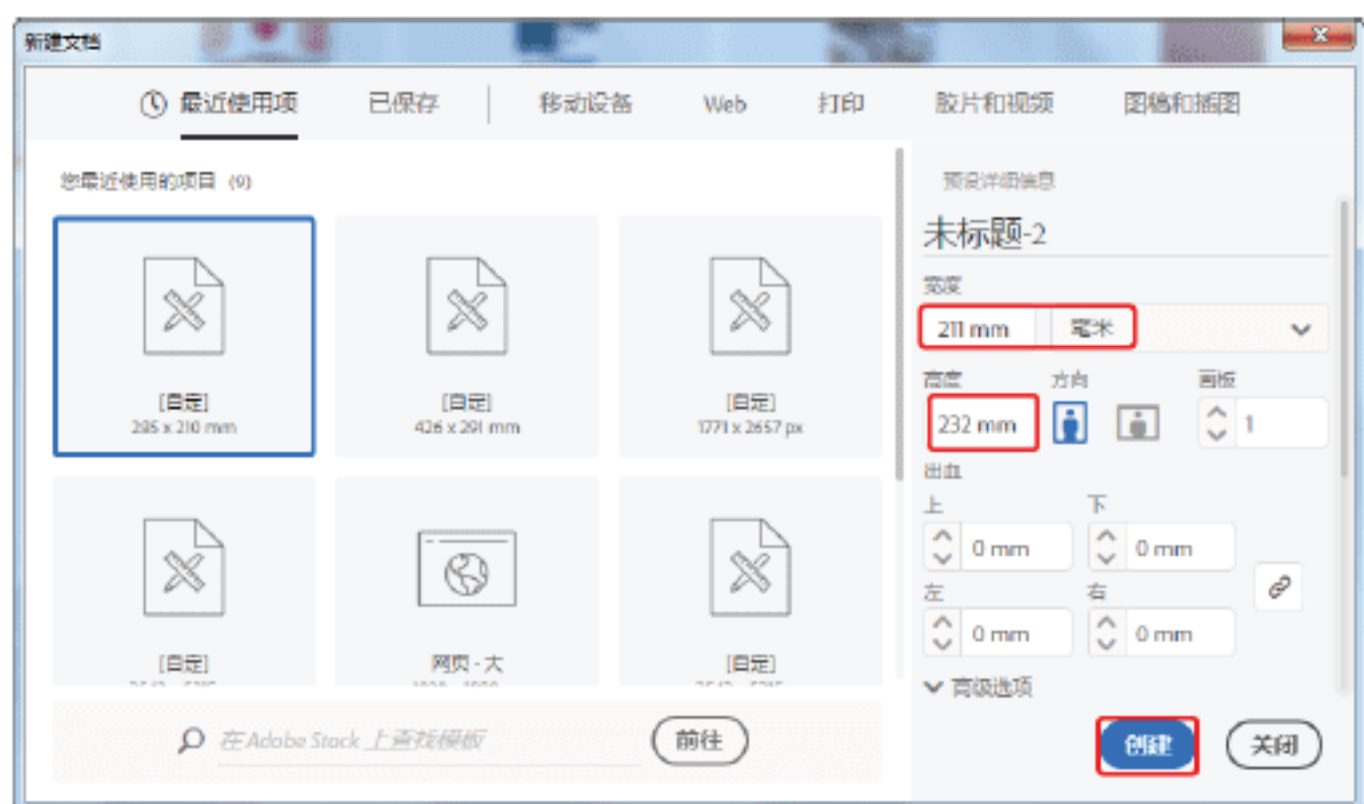 新建文档
最近使用项 已保存 移动设备 Web 打印 胶片和视频 图稿和插图
您最近使用的项目 (9)
预设详细信息
未标题-2
宽度
211 mm 毫米
高度 方向 画板
232 mm 1
出血
上 下
0 mm 0 mm
左 右
0 mm 0 mm
高级选项
[自定] [自定] [自定]
285 x 210 mm 426 x 291 mm 1771 x 2657 px
[自定] 网页 - 大 [自定]
在 Adobe Stock 上查找模板 前往
创建 关闭